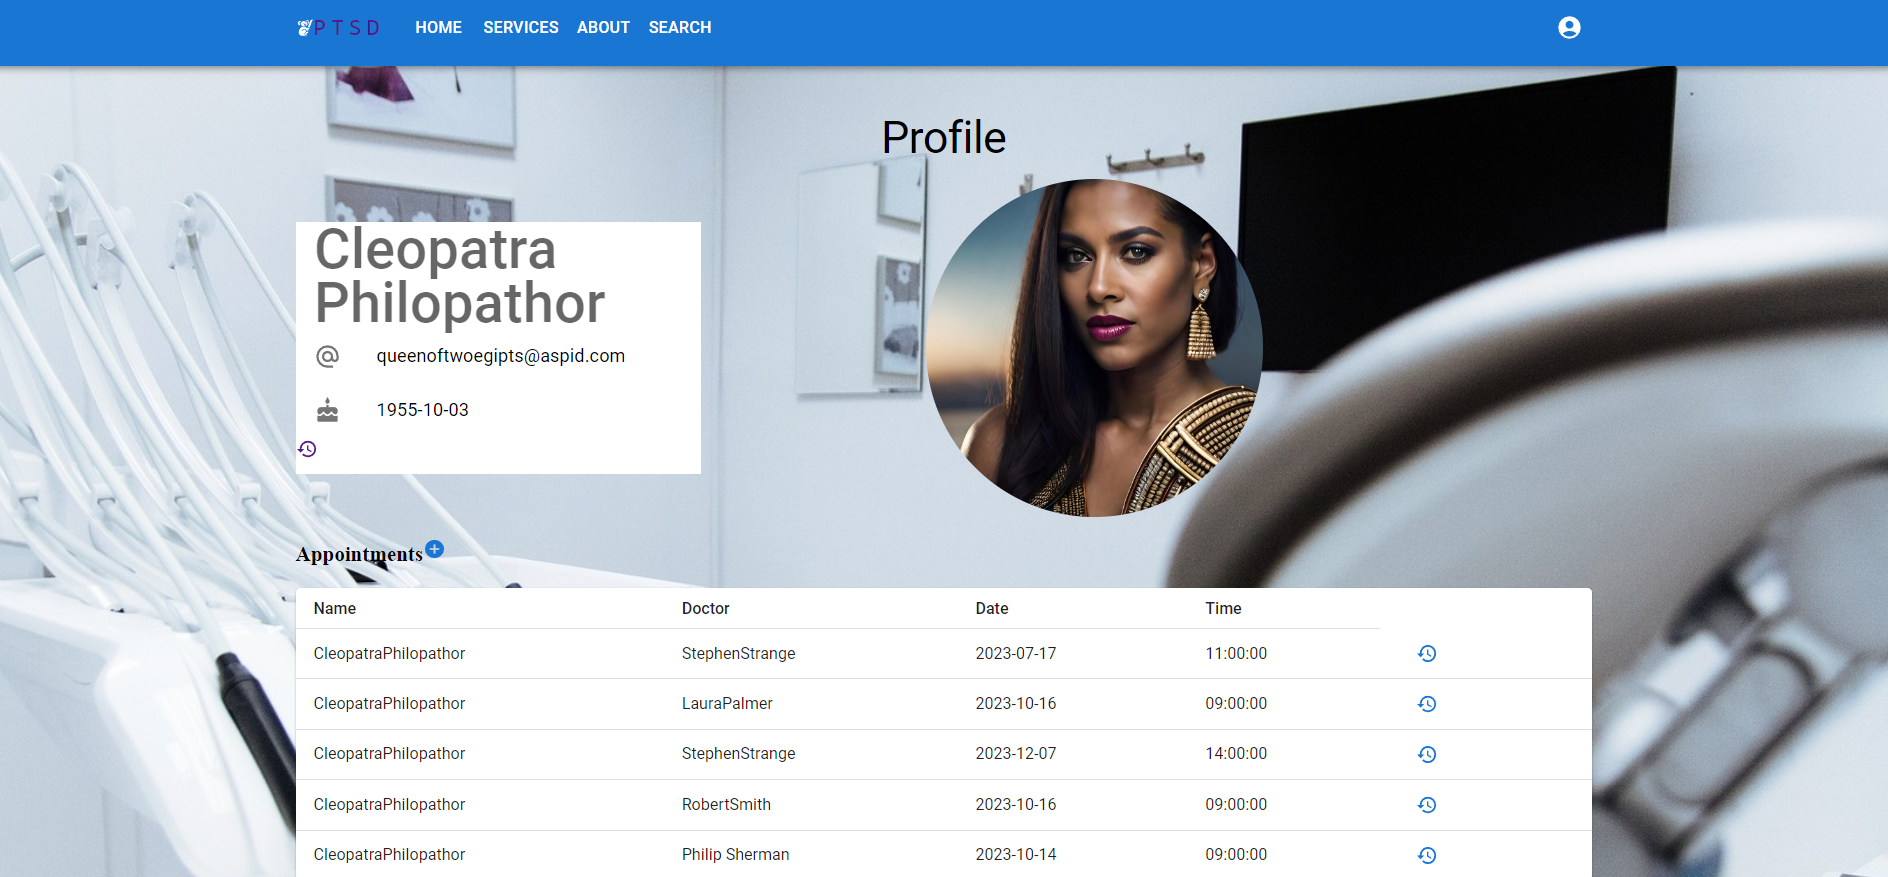 PTSD HOME SERVICES ABOUT SEARCH
Profile
Cleopatra
Philopathor
queenoftwoegipts@aspid.com
1955-10-03
Appointments
Name Doctor Date Time
CleopatraPhilopathor StephenStrange 2023-07-17 11:00:00
CleopatraPhilopathor LauraPalmer 2023-10-16 09:00:00
CleopatraPhilopathor StephenStrange 2023-12-07 14:00:00
CleopatraPhilopathor RobertSmith 2023-10-16 09:00:00
CleopatraPhilopathor Philip Sherman 2023-10-14 09:00:00